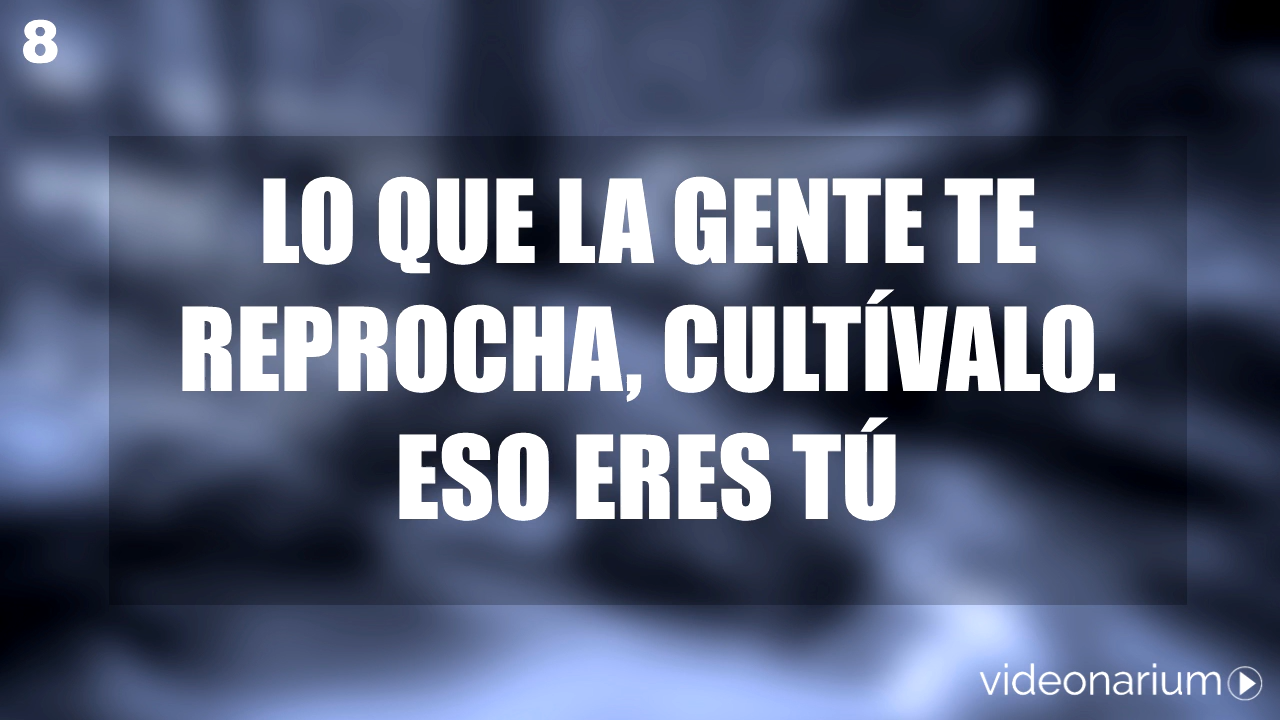 8
LO QUE LA GENTE TE
REPROCHA, CULTÍVALO.
ESO ERES TÚ
videonarium